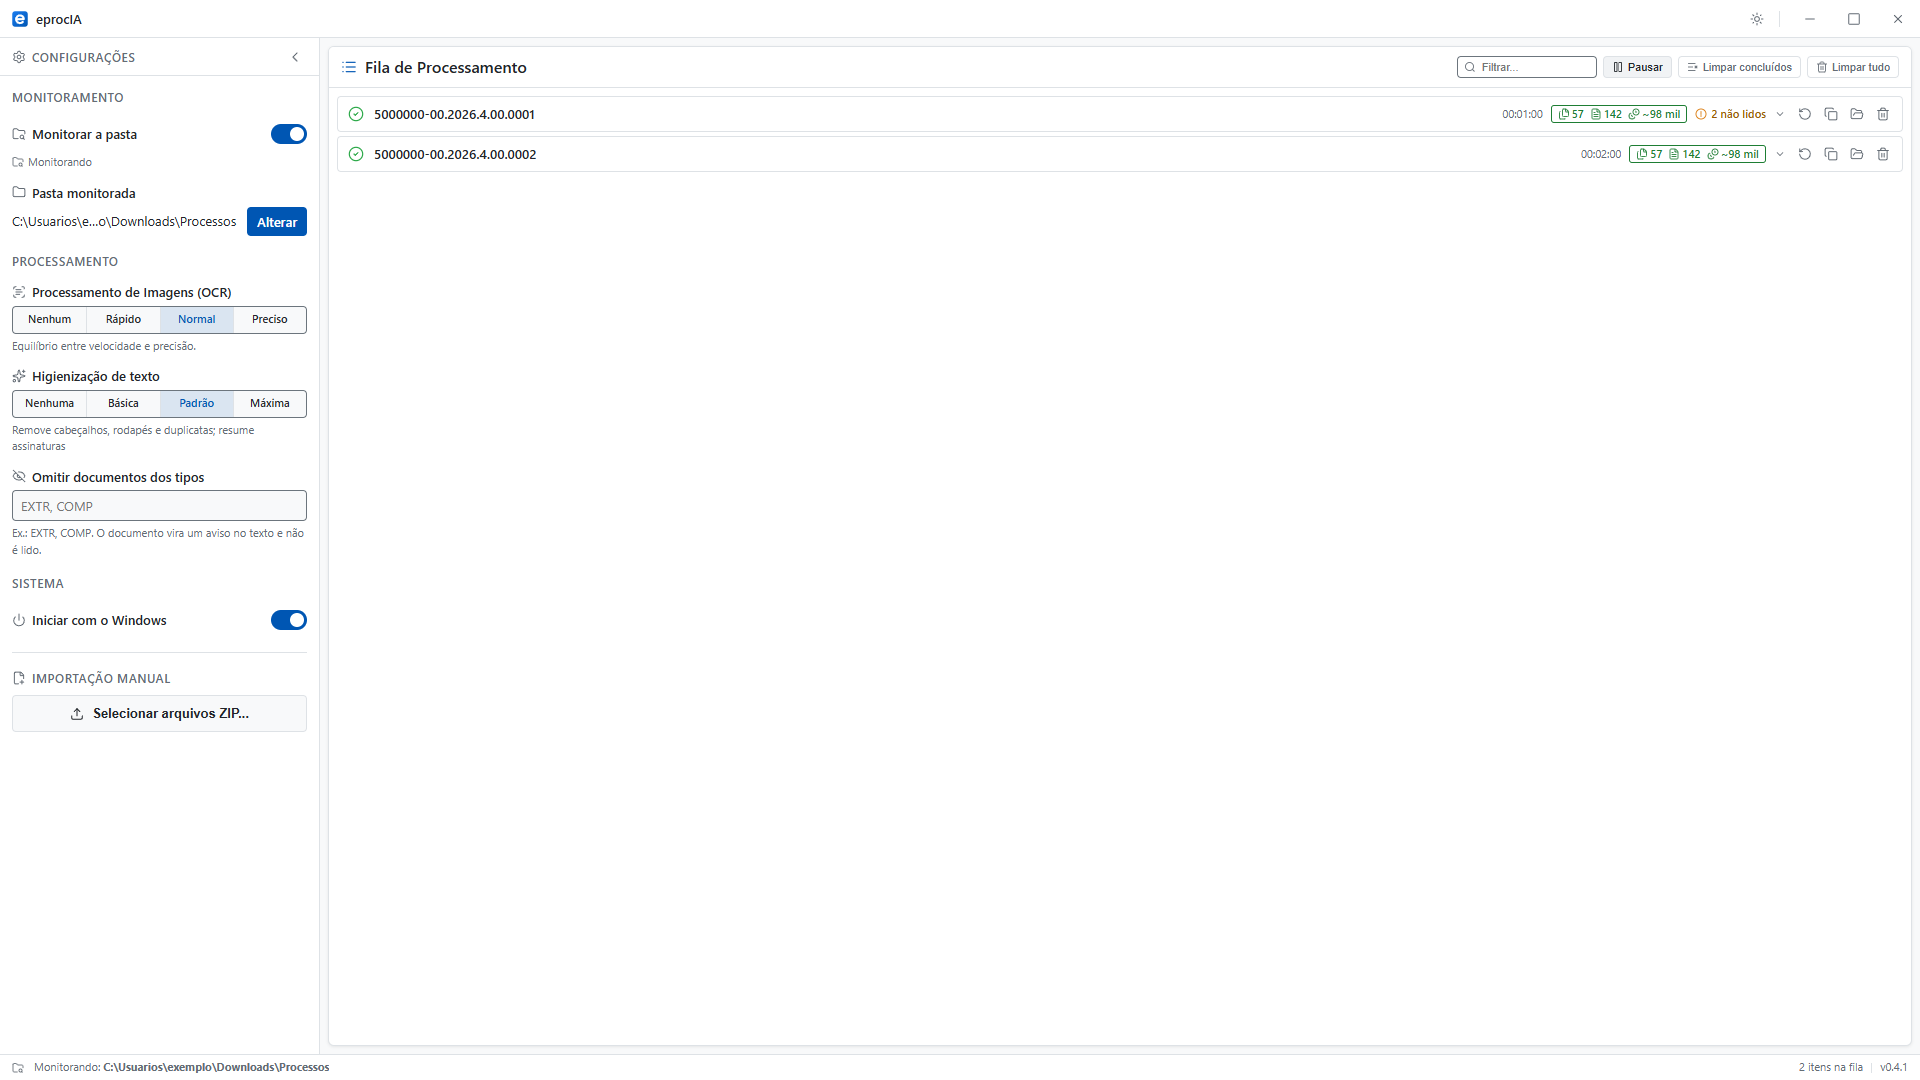 eprocIA
CONFIGURAÇÕES
MONITORAMENTO
Monitorar a pasta
Monitorando
Pasta monitorada
C:\Usuarios\e...o\Downloads\Processos
Alterar
PROCESSAMENTO
Processamento de Imagens (OCR)
Nenhum Rápido Normal Preciso
Equilíbrio entre velocidade e precisão.
Higienização de texto
Nenhuma Básica Padrão Máxima
Remove cabeçalhos, rodapés e duplicatas; resume
assinaturas
Omitir documentos dos tipos
EXTR, COMP
Ex.: EXTR, COMP. O documento vira um aviso no texto e não
é lido.
SISTEMA
Iniciar com o Windows
IMPORTAÇÃO MANUAL
Selecionar arquivos ZIP...
Fila de Processamento
Filtrar... Pausar Limpar concluídos Limpar tudo
5000000-00.2026.4.00.0001 00:01:00 57 142 ~98 mil 2 não lidos
5000000-00.2026.4.00.0002 00:02:00 57 142 ~98 mil
Monitorando: C:\Usuarios\exemplo\Downloads\Processos
2 itens na fila v0.4.1